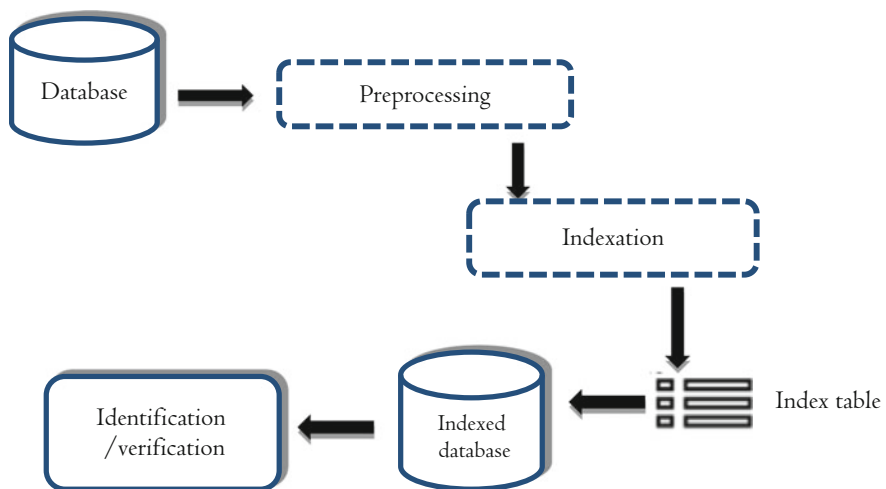 Database
Preprocessing
Indexation
Index table
Indexed
database
Identification
/verification